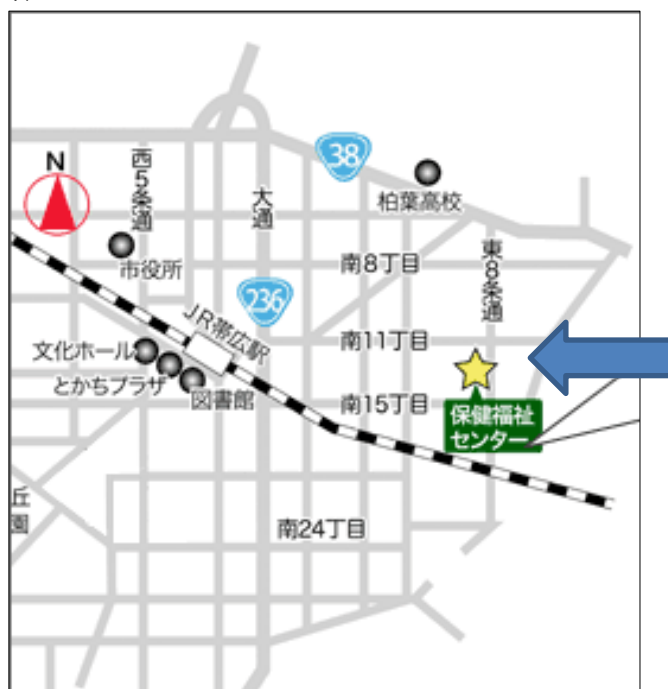 38
N
西5条通
大通
柏葉高校
市役所
南8丁目
東8条通
236
JR帯広駅
南11丁目
文化ホール
とかちプラザ
図書館
南15丁目
保健福祉
センター
丘
園
南24丁目